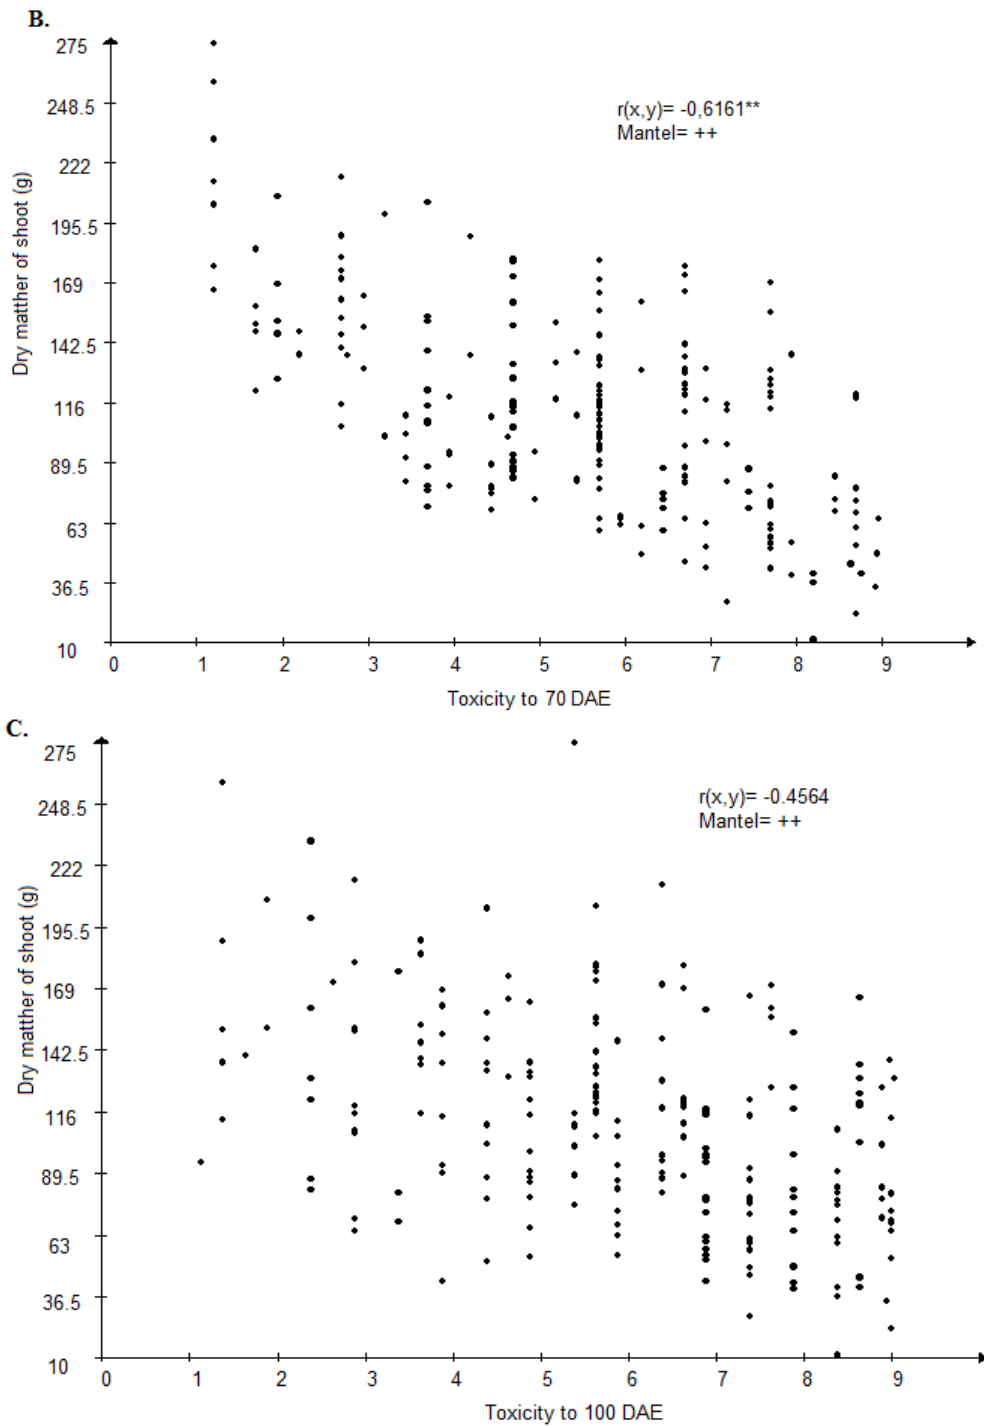 B.
275
248.5
222
195.5
169
142.5
116
89.5
63
36.5
10
Dry matther of shoot (g)
r(x,y)= -0,6161**
Mantel= ++
0 1 2 3 4 5 6 7 8 9
Toxicity to 70 DAE
C.
275
248.5
222
195.5
169
142.5
116
89.5
63
36.5
10
Dry matther of shoot (g)
r(x,y)= -0.4564
Mantel= ++
0 1 2 3 4 5 6 7 8 9
Toxicity to 100 DAE